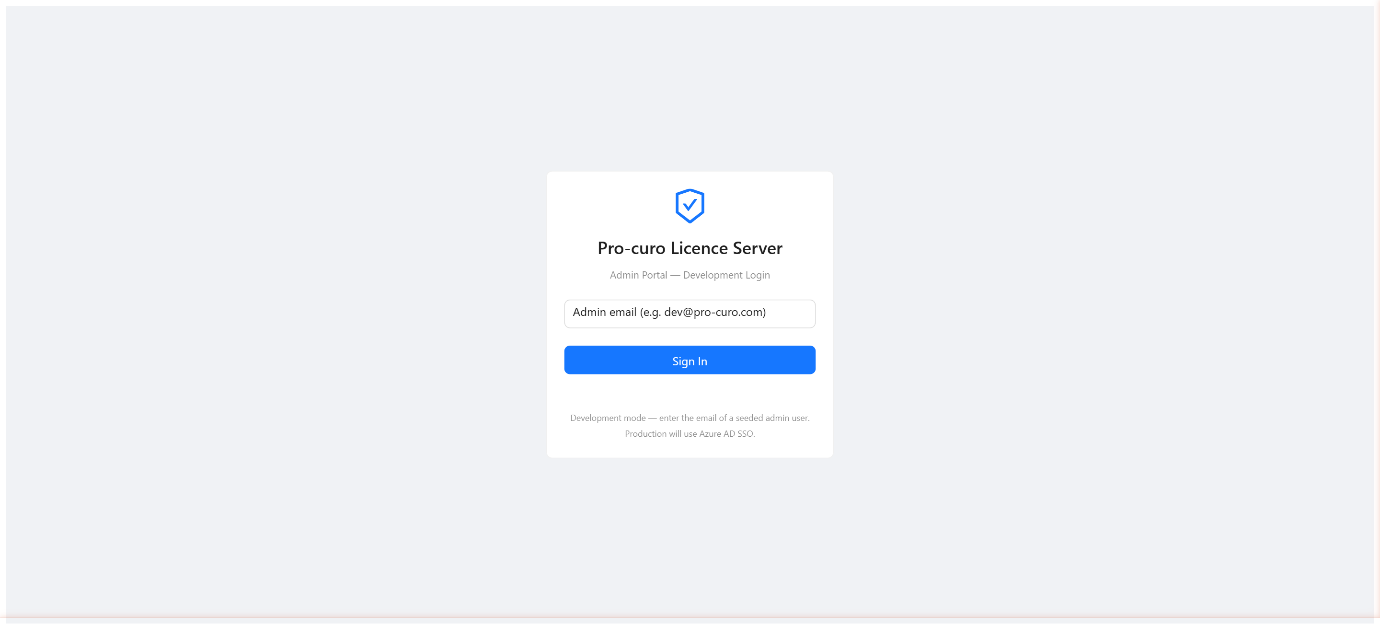 Pro-curo Licence Server
Admin Portal — Development Login
Admin email (e.g. dev@pro-curo.com)
Sign In
Development mode — enter the email of a seeded admin user.
Production will use Azure AD SSO.